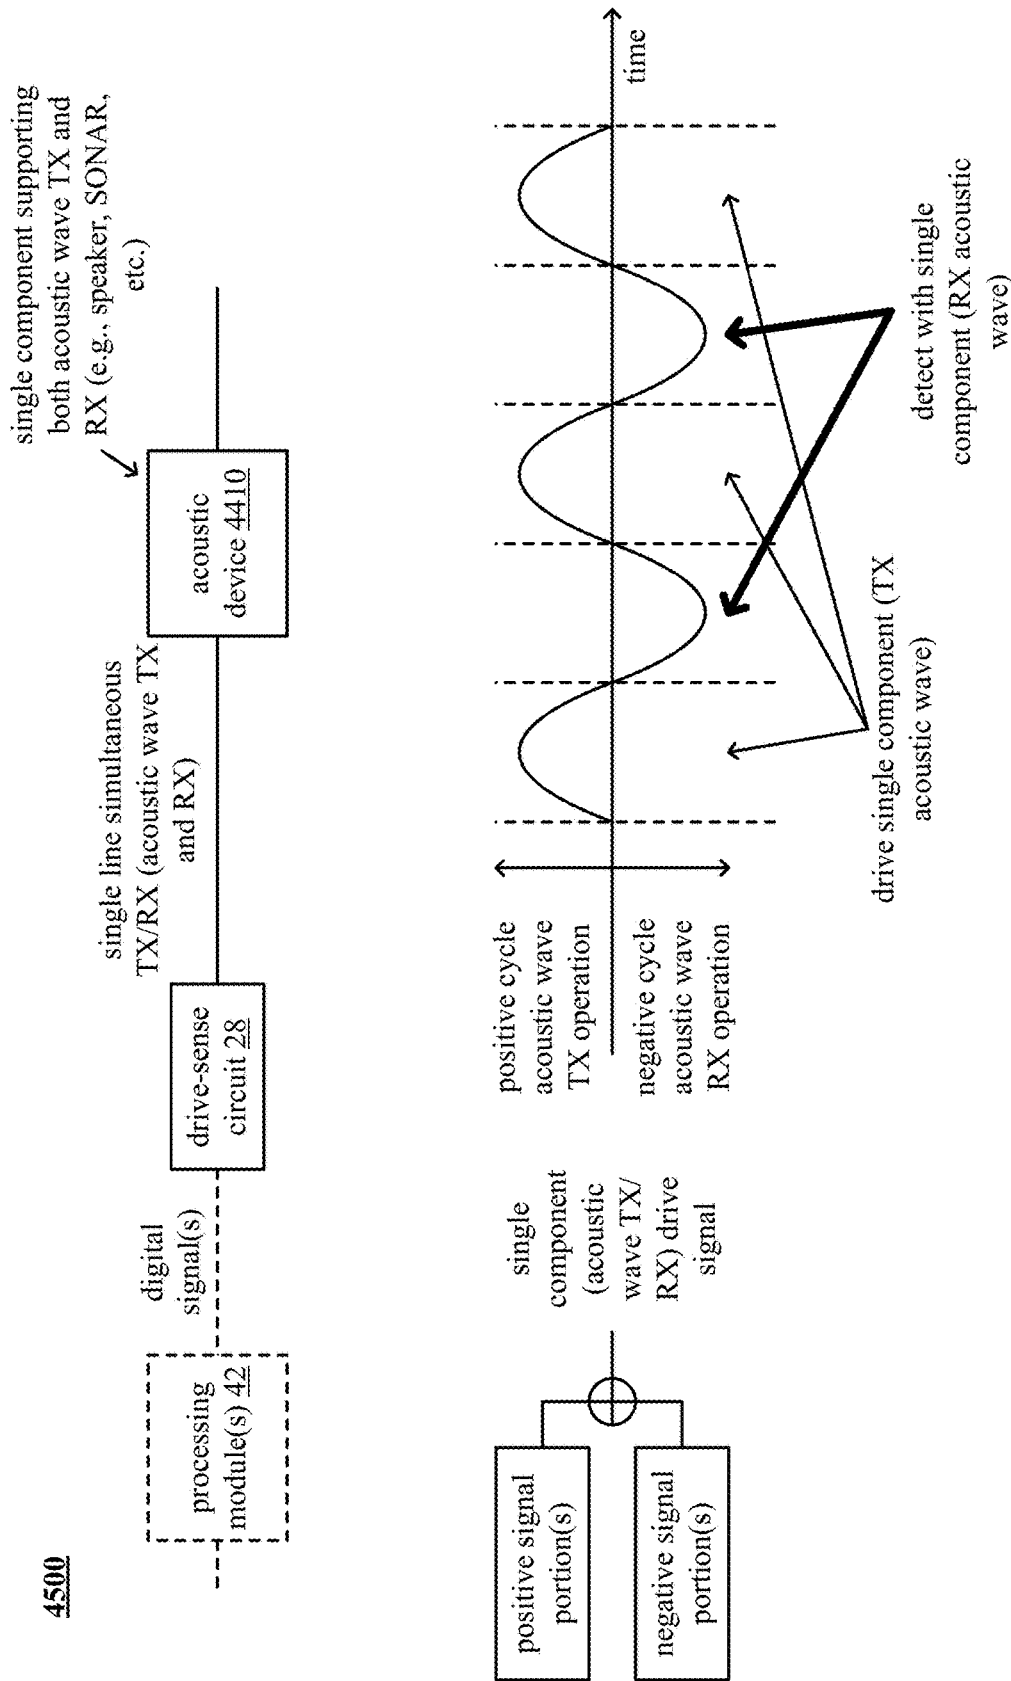 4500
processing
module(s) 42
digital
signal(s)
drive-sense
circuit 28
single line simultaneous
TX/RX (acoustic wave TX
and RX)
acoustic
device 4410
single component supporting
both acoustic wave TX and
RX (e.g., speaker, SONAR,
etc.)
positive signal
portion(s)
negative signal
portion(s)
single
component
(acoustic
wave TX/
RX) drive
signal
positive cycle
acoustic wave
TX operation
negative cycle
acoustic wave
RX operation
time
drive single component (TX
acoustic wave)
detect with single
component (RX acoustic
wave)